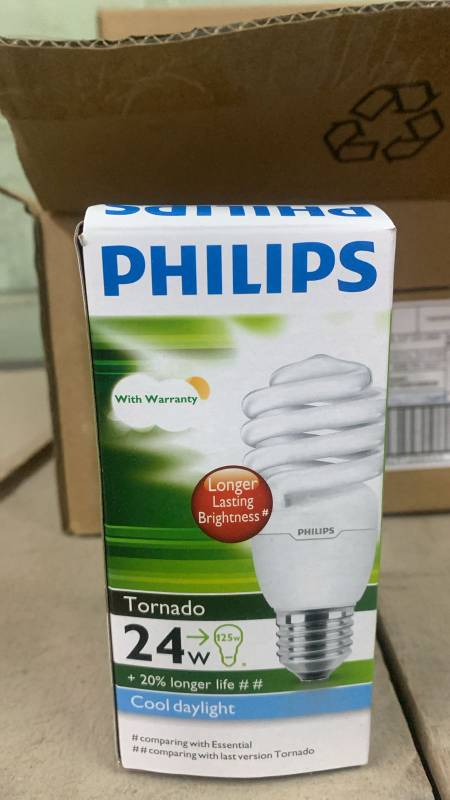 PHILIPS
PHILIPS
With Warranty
Longer
Lasting
Brightness#
PHILIPS
Tornado
24w
125w
+ 20% longer life ##
Cool daylight
# comparing with Essential
## comparing with last version Tornado